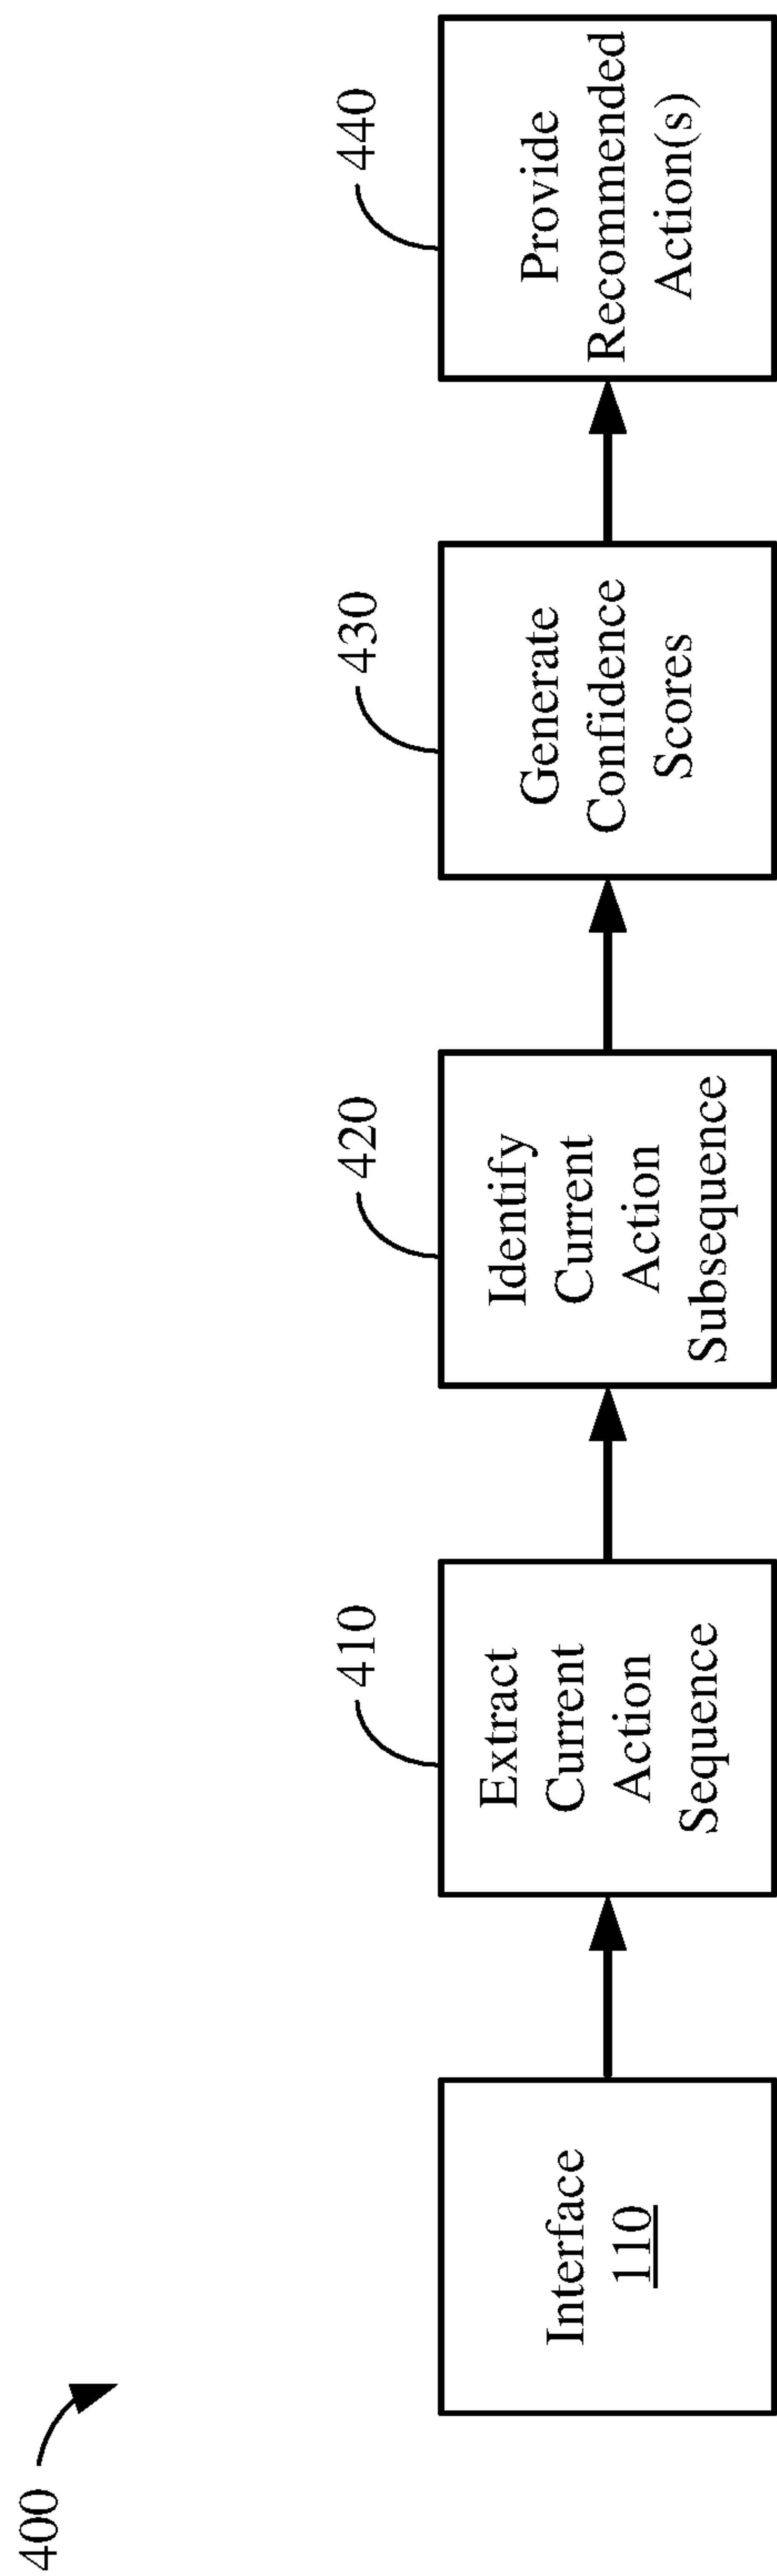 400
Interface
110
410
Extract
Current
Action
Sequence
420
Identify
Current
Action
Subsequence
430
Generate
Confidence
Scores
440
Provide
Recommended
Action(s)